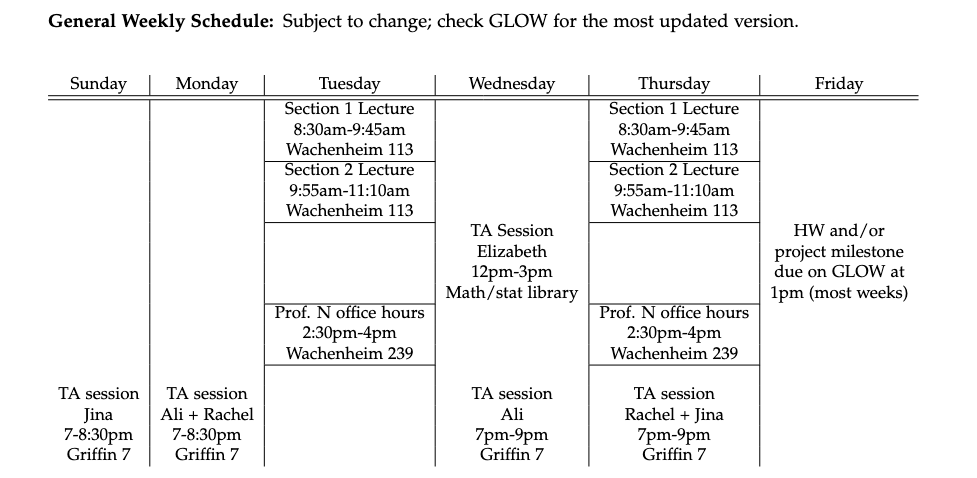 General Weekly Schedule: Subject to change; check GLOW for the most updated version.
Sunday Monday Tuesday Wednesday Thursday Friday
Section 1 Lecture Section 1 Lecture
8:30am-9:45am 8:30am-9:45am
Wachenheim 113 Wachenheim 113
Section 2 Lecture Section 2 Lecture
9:55am-11:10am 9:55am-11:10am
Wachenheim 113 Wachenheim 113
TA Session HW and/or
Elizabeth project milestone
12pm-3pm due on GLOW at
Math/stat library 1pm (most weeks)
Prof. N office hours Prof. N office hours
2:30pm-4pm 2:30pm-4pm
Wachenheim 239 Wachenheim 239
TA session TA session TA session TA session
Jina Ali + Rachel Ali Rachel + Jina
7-8:30pm 7-8:30pm 7pm-9pm 7pm-9pm
Griffin 7 Griffin 7 Griffin 7 Griffin 7